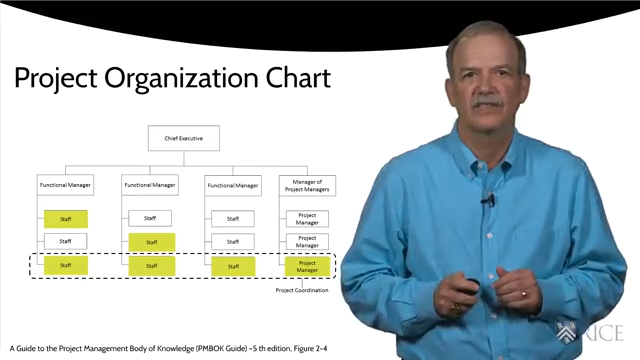 Project Organization Chart
Chief Executive
Functional Manager
Functional Manager
Functional Manager
Manager of
Project Managers
Staff
Staff
Staff
Project
Manager
Staff
Staff
Staff
Project
Manager
Staff
Staff
Staff
Project
Manager
Project Coordination
A Guide to the Project Management Body of Knowledge (PMBOK Guide) -5 th edition, Figure 2-4
RICE